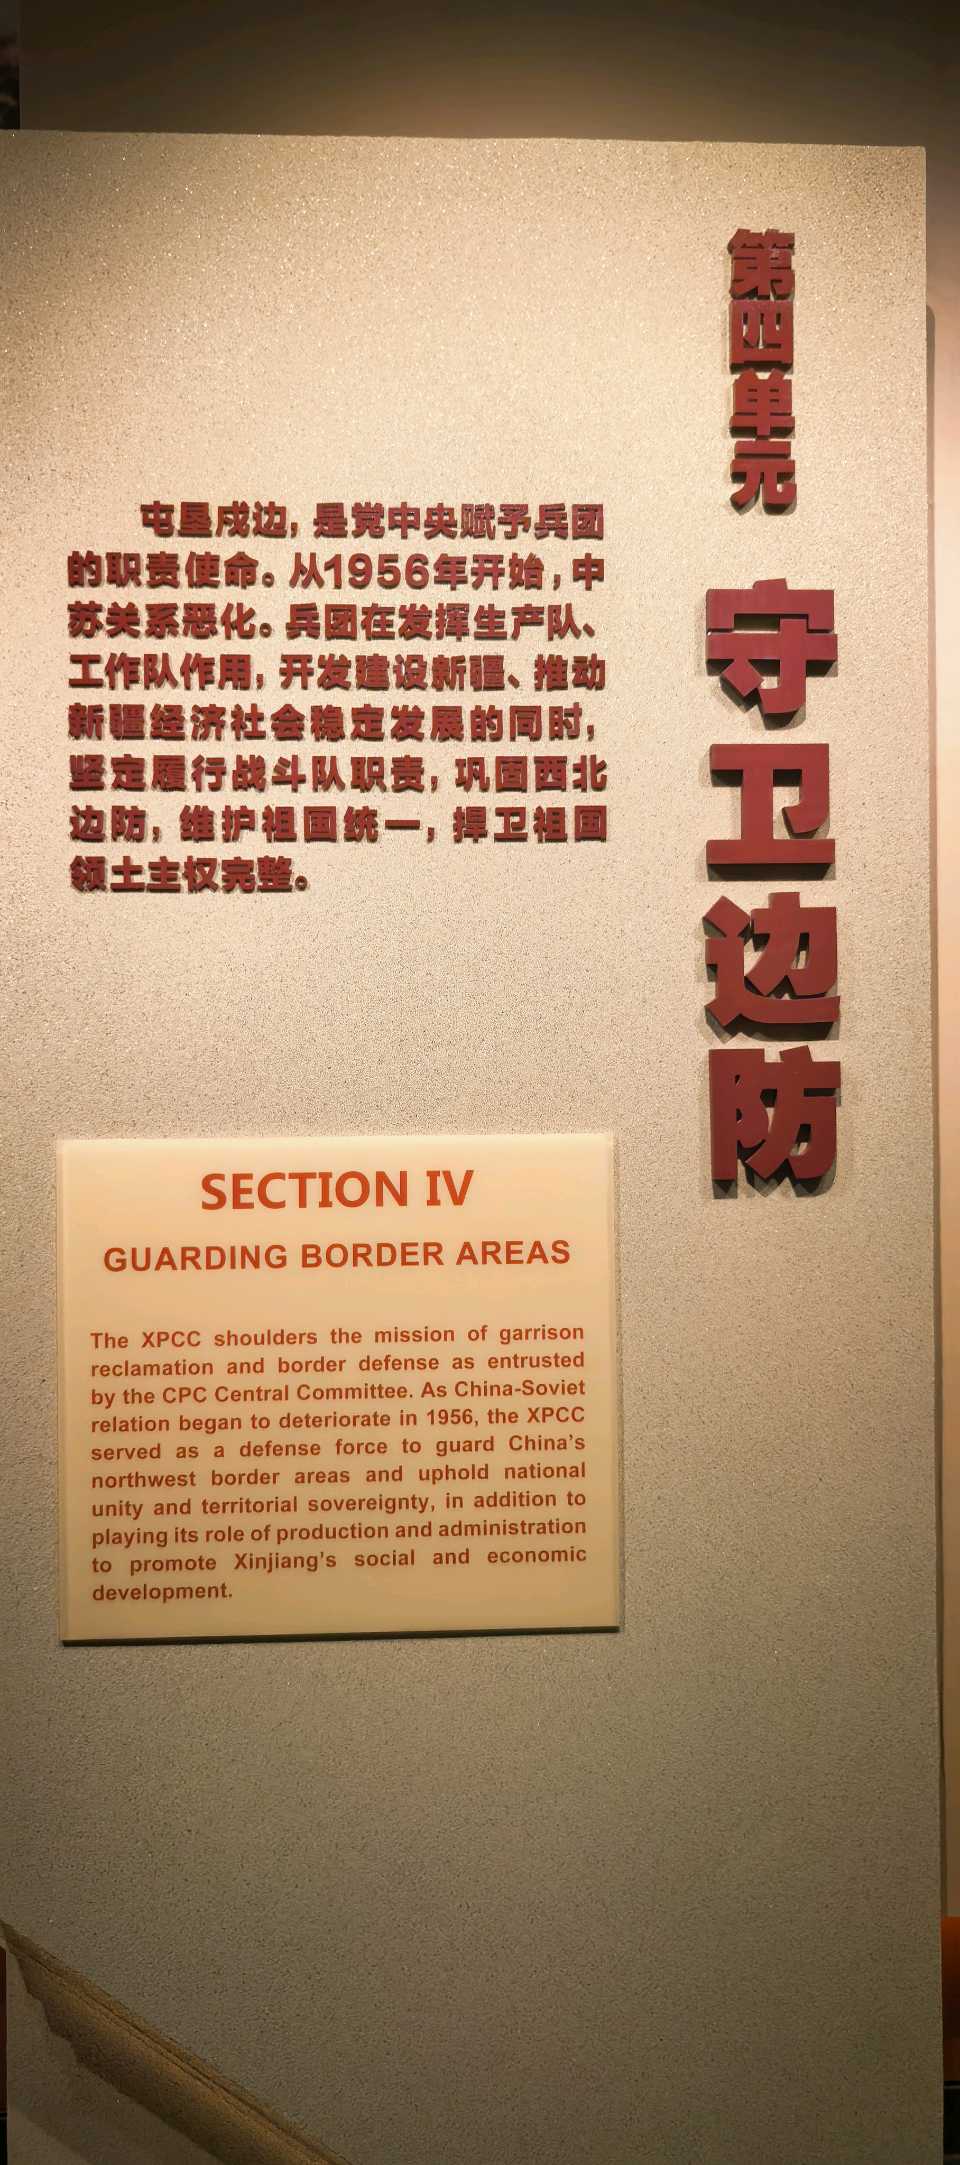 第四单元
守卫边防
屯垦戍边，是党中央赋予兵团
的职责使命。从1956年开始，中
苏关系恶化。兵团在发挥生产队、
工作队作用，开发建设新疆、推动
新疆经济社会稳定发展的同时，
坚定履行战斗队职责，巩固西北
边防，维护祖国统一，捍卫祖国
领土主权完整。
SECTION IV
GUARDING BORDER AREAS
The XPCC shoulders the mission of garrison
reclamation and border defense as entrusted
by the CPC Central Committee. As China-Soviet
relation began to deteriorate in 1956, the XPCC
served as a defense force to guard China's
northwest border areas and uphold national
unity and territorial sovereignty, in addition to
playing its role of production and administration
to promote Xinjiang's social and economic
development.